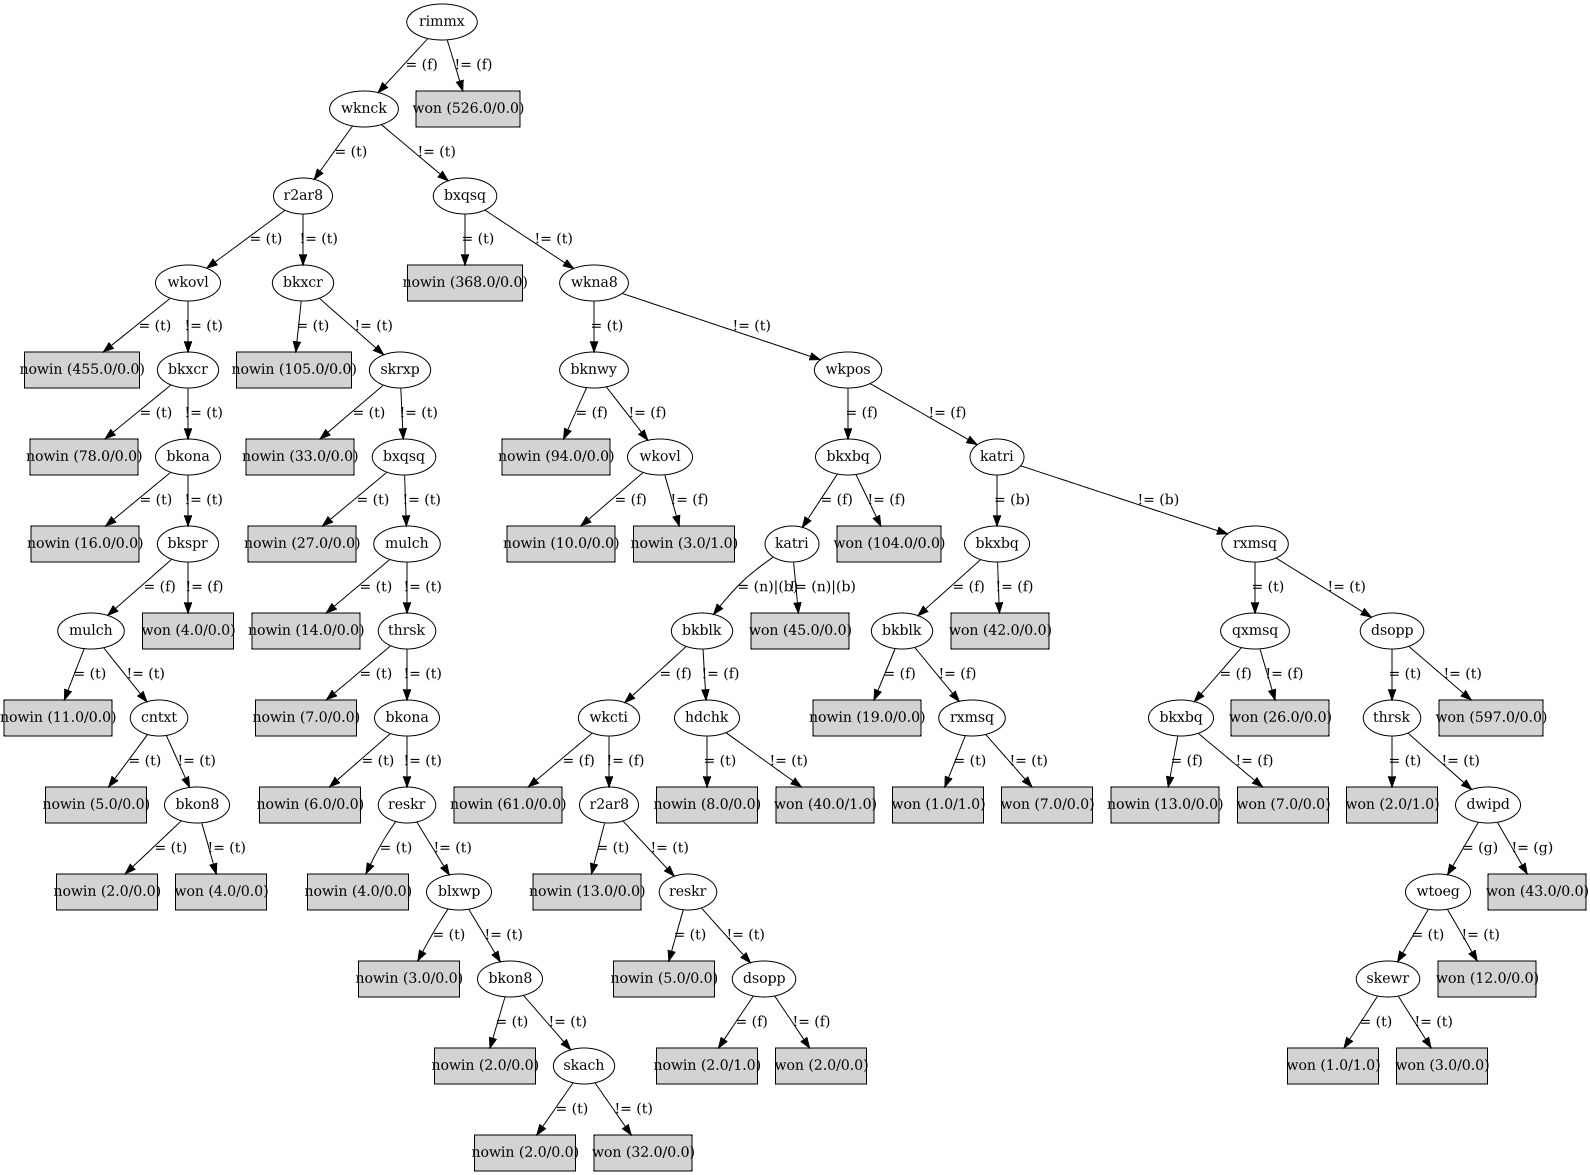 rimmx
= (f) != (f)
wknck won (526.0/0.0)
= (t) != (t)
r2ar8 bxqsq
= (t) != (t) = (t) != (t)
wkovl bkxcr nowin (368.0/0.0) wkna8
= (t) != (t) = (t) != (t) = (t) != (t)
nowin (455.0/0.0) bkxcr nowin (105.0/0.0) skrxp bknwy wkpos
= (t) != (t) = (t) != (t) = (f) != (f) = (f) != (f)
nowin (78.0/0.0) bkona nowin (33.0/0.0) bxqsq nowin (94.0/0.0) wkovl bkxbq katri
= (t) != (t) = (t) != (t) = (f) != (f) = (f) != (f) = (b) != (b)
nowin (16.0/0.0) bkspr nowin (27.0/0.0) mulch nowin (10.0/0.0) nowin (3.0/1.0) katri won (104.0/0.0) bkxbq rxmsq
= (f) != (f) = (t) != (t) = (n)|(b) != (n)|(b) = (f) != (f) = (t) != (t)
mulch won (4.0/0.0) nowin (14.0/0.0) thrsk bkblk won (45.0/0.0) bkblk won (42.0/0.0) qxmsq dsopp
= (t) != (t) = (t) != (t) = (f) != (f) = (f) != (f) = (f) != (f) = (t) != (t)
nowin (11.0/0.0) cntxt nowin (7.0/0.0) bkona wkcti hdchk nowin (19.0/0.0) rxmsq bkxbq won (26.0/0.0) thrsk won (597.0/0.0)
= (t) != (t) = (t) != (t) = (f) != (f) = (t) != (t) = (t) != (t) = (f) != (f) = (t) != (t)
nowin (5.0/0.0) bkon8 nowin (6.0/0.0) reskr nowin (61.0/0.0) r2ar8 nowin (8.0/0.0) won (40.0/1.0) won (1.0/1.0) won (7.0/0.0) nowin (13.0/0.0) won (7.0/0.0) won (2.0/1.0) dwipd
= (t) != (t) = (t) != (t) = (t) != (t) = (g) != (g)
nowin (2.0/0.0) won (4.0/0.0) nowin (4.0/0.0) blxwp nowin (13.0/0.0) reskr wtoeg won (43.0/0.0)
= (t) != (t) = (t) != (t) = (t) != (t)
nowin (3.0/0.0) bkon8 nowin (5.0/0.0) dsopp skewr won (12.0/0.0)
= (t) != (t) = (f) != (f) = (t) != (t)
nowin (2.0/0.0) skach nowin (2.0/1.0) won (2.0/0.0) won (1.0/1.0) won (3.0/0.0)
= (t) != (t)
nowin (2.0/0.0) won (32.0/0.0)